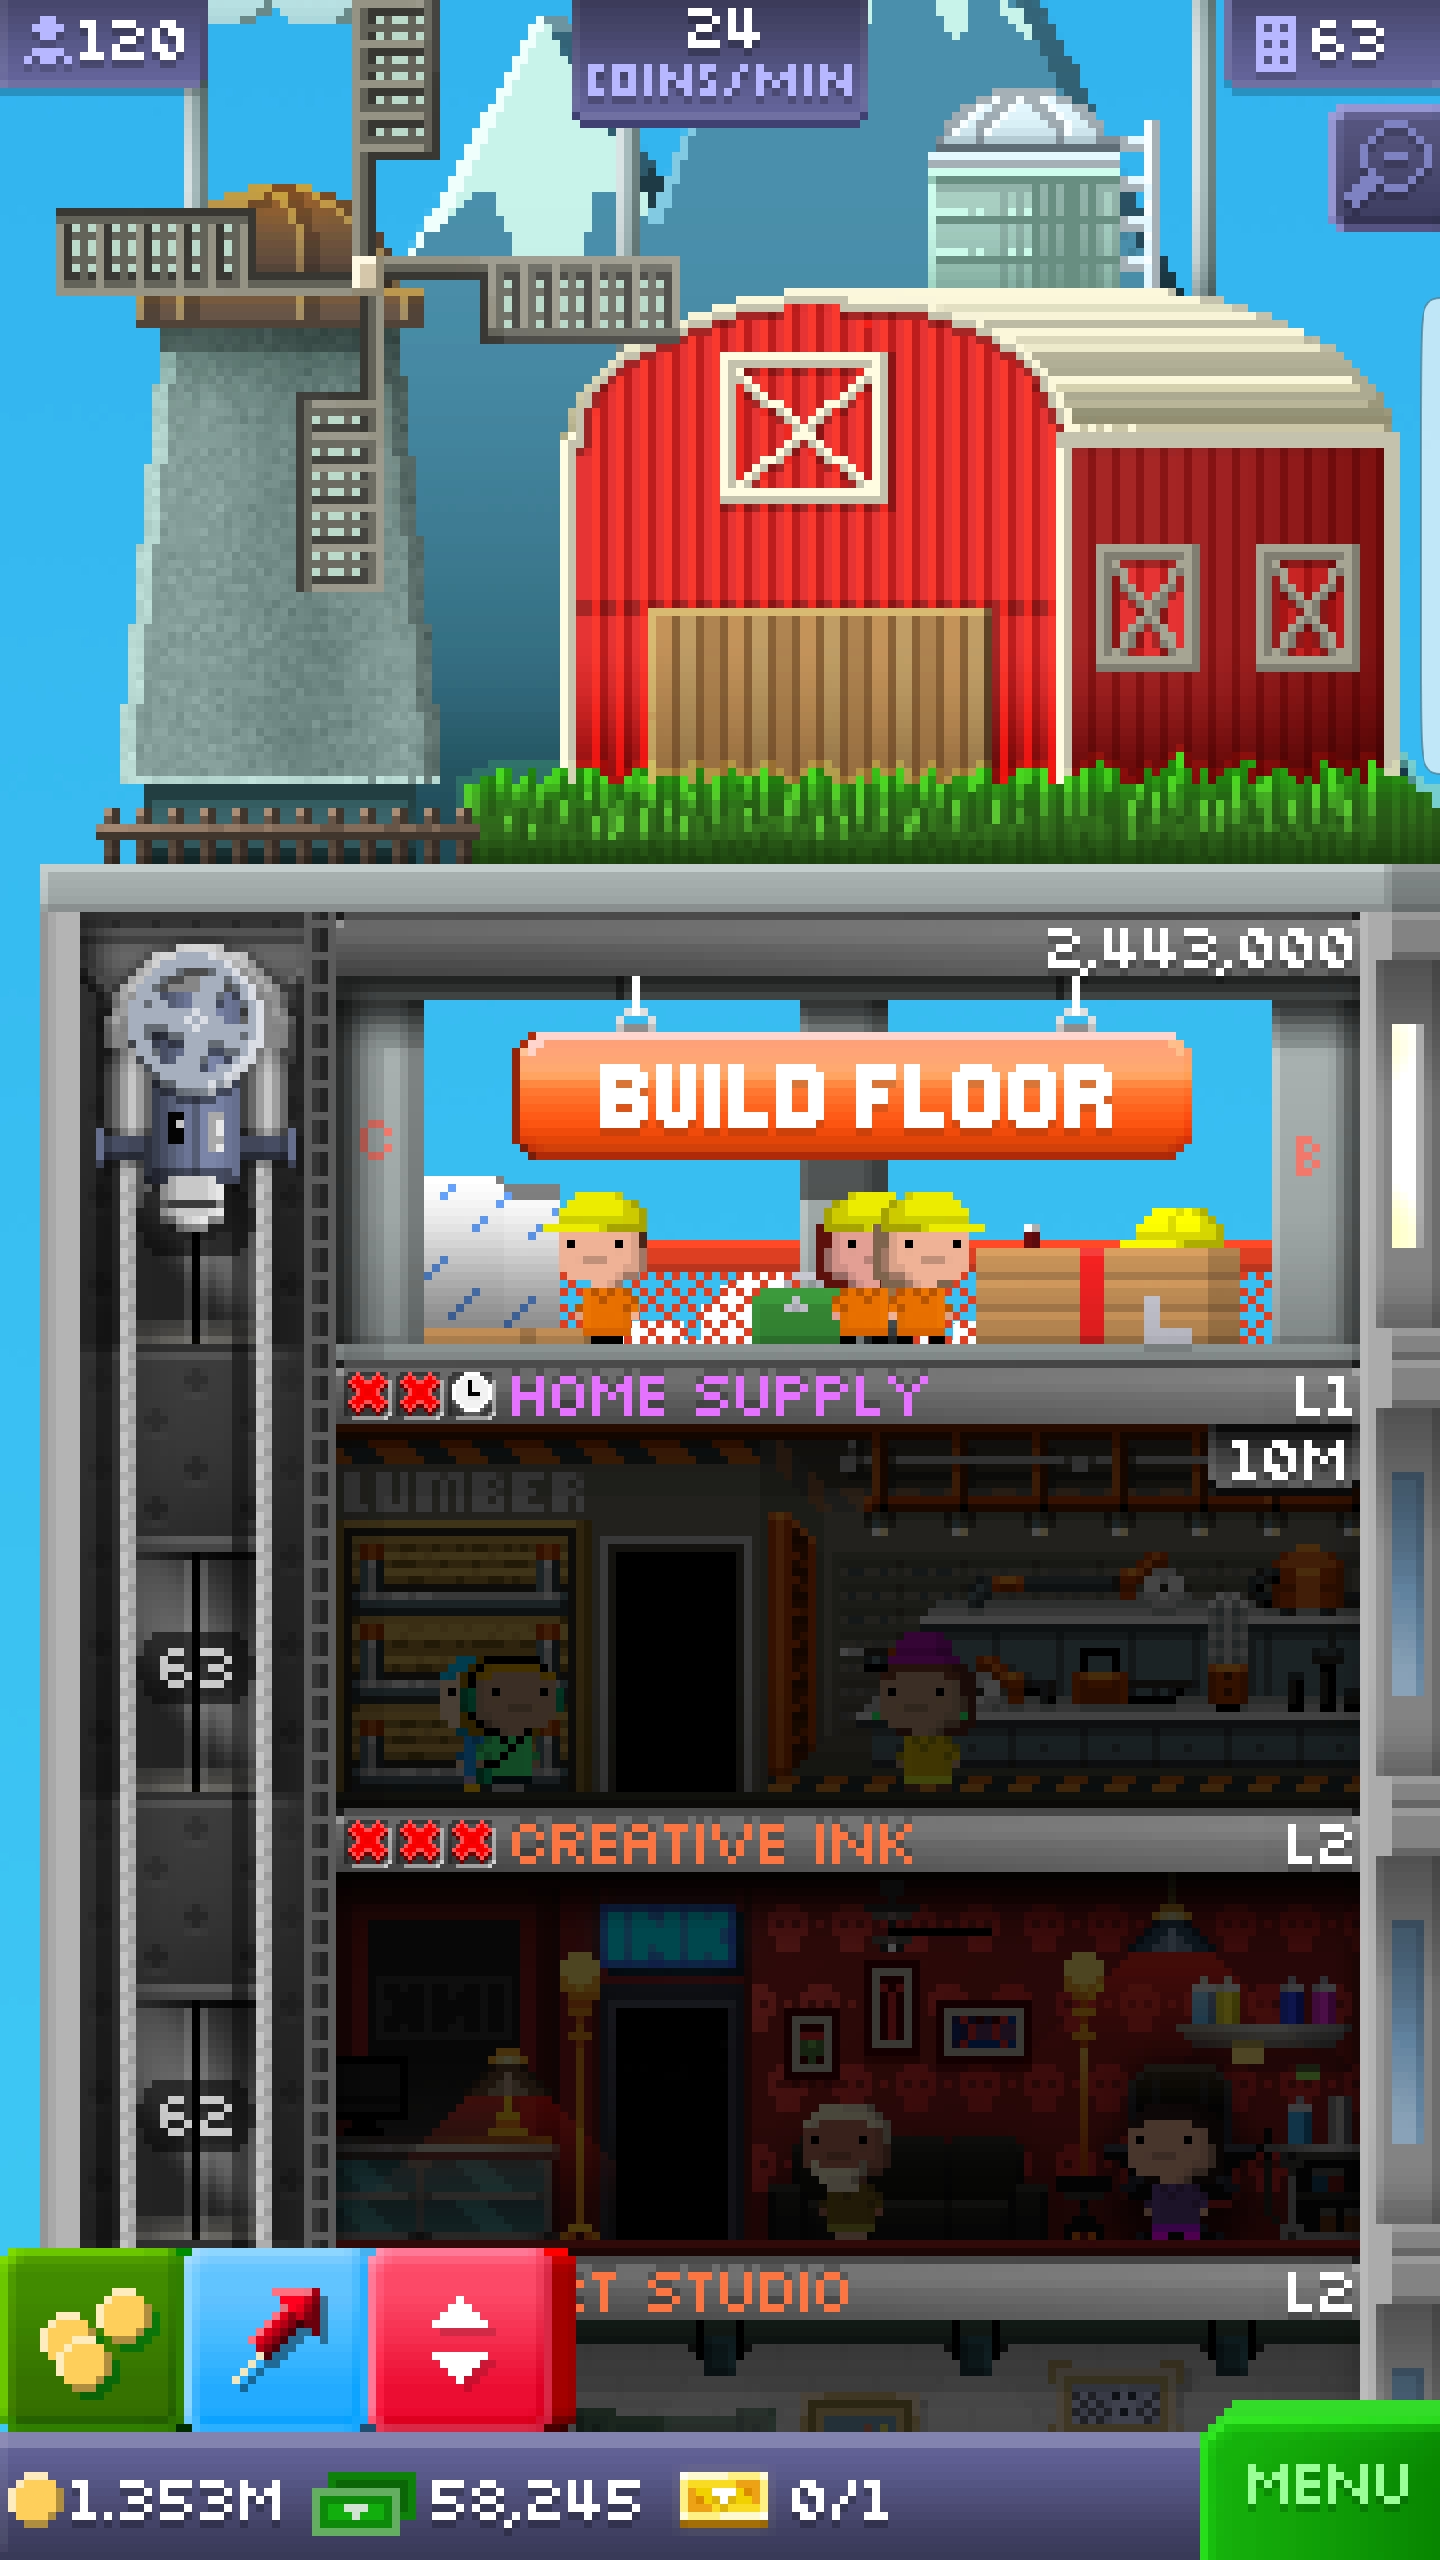 120
24
COINS/MIN
63
2,443,000
BUILD FLOOR
C
B
L
HOME SUPPLY
L1
10M
LUMBER
63
CREATIVE INK
L2
INK
62
CT STUDIO
L2
1.353M
58,245
0/1
MENU